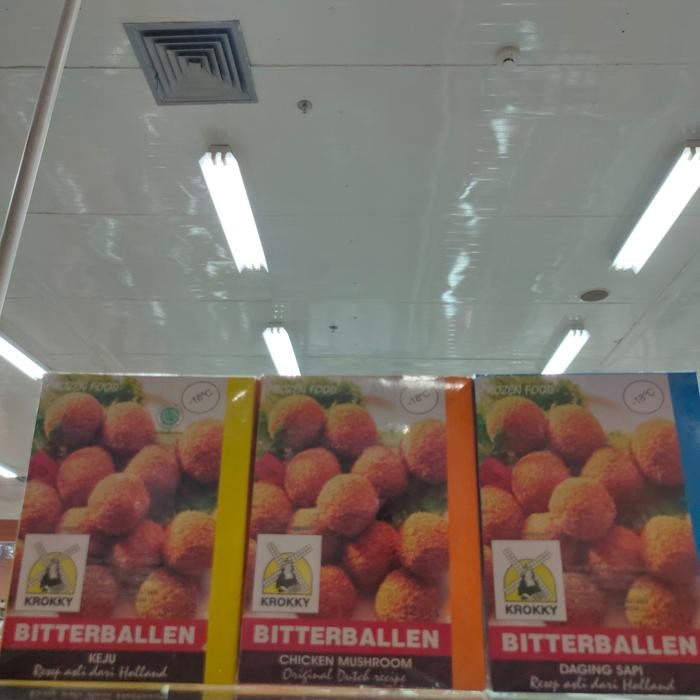 FROZEN FOOD
-18°C
KROKKY
BITTERBALLEN
KEJU
Resep asli dari Holland
FROZEN FOOD
-18°C
KROKKY
BITTERBALLEN
CHICKEN MUSHROOM
Original Dutch recipe
FROZEN FOOD
-18°C
KROKKY
BITTERBALLEN
DAGING SAPI
Resep asli dari Holland